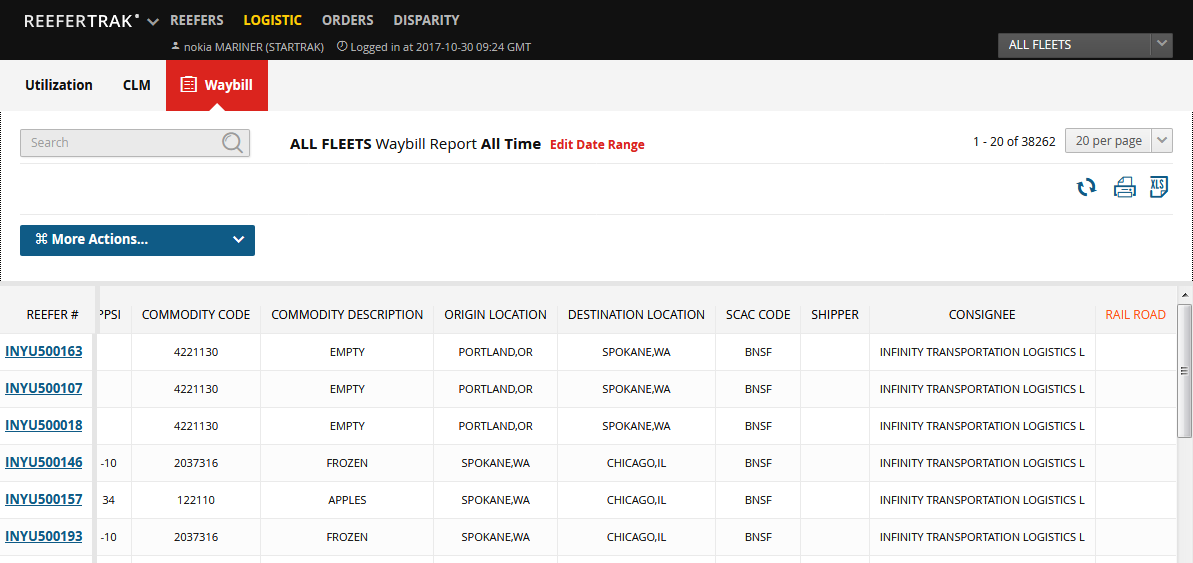 REEFERTRAK REEFERS LOGISTIC ORDERS DISPARITY
nokia MARINER (STARTRAK) Logged in at 2017-10-30 09:24 GMT
ALL FLEETS
Utilization CLM Waybill
Search ALL FLEETS Waybill Report All Time Edit Date Range 1 - 20 of 38262 20 per page
XLS
⌘ More Actions...
REEFER # PPSI COMMODITY CODE COMMODITY DESCRIPTION ORIGIN LOCATION DESTINATION LOCATION SCAC CODE SHIPPER CONSIGNEE RAIL ROAD
INYU500163 4221130 EMPTY PORTLAND,OR SPOKANE,WA BNSF INFINITY TRANSPORTATION LOGISTICS L
INYU500107 4221130 EMPTY PORTLAND,OR SPOKANE,WA BNSF INFINITY TRANSPORTATION LOGISTICS L
INYU500018 4221130 EMPTY PORTLAND,OR SPOKANE,WA BNSF INFINITY TRANSPORTATION LOGISTICS L
INYU500146 -10 2037316 FROZEN SPOKANE,WA CHICAGO,IL BNSF INFINITY TRANSPORTATION LOGISTICS L
INYU500157 34 122110 APPLES SPOKANE,WA CHICAGO,IL BNSF INFINITY TRANSPORTATION LOGISTICS L
INYU500193 -10 2037316 FROZEN SPOKANE,WA CHICAGO,IL BNSF INFINITY TRANSPORTATION LOGISTICS L